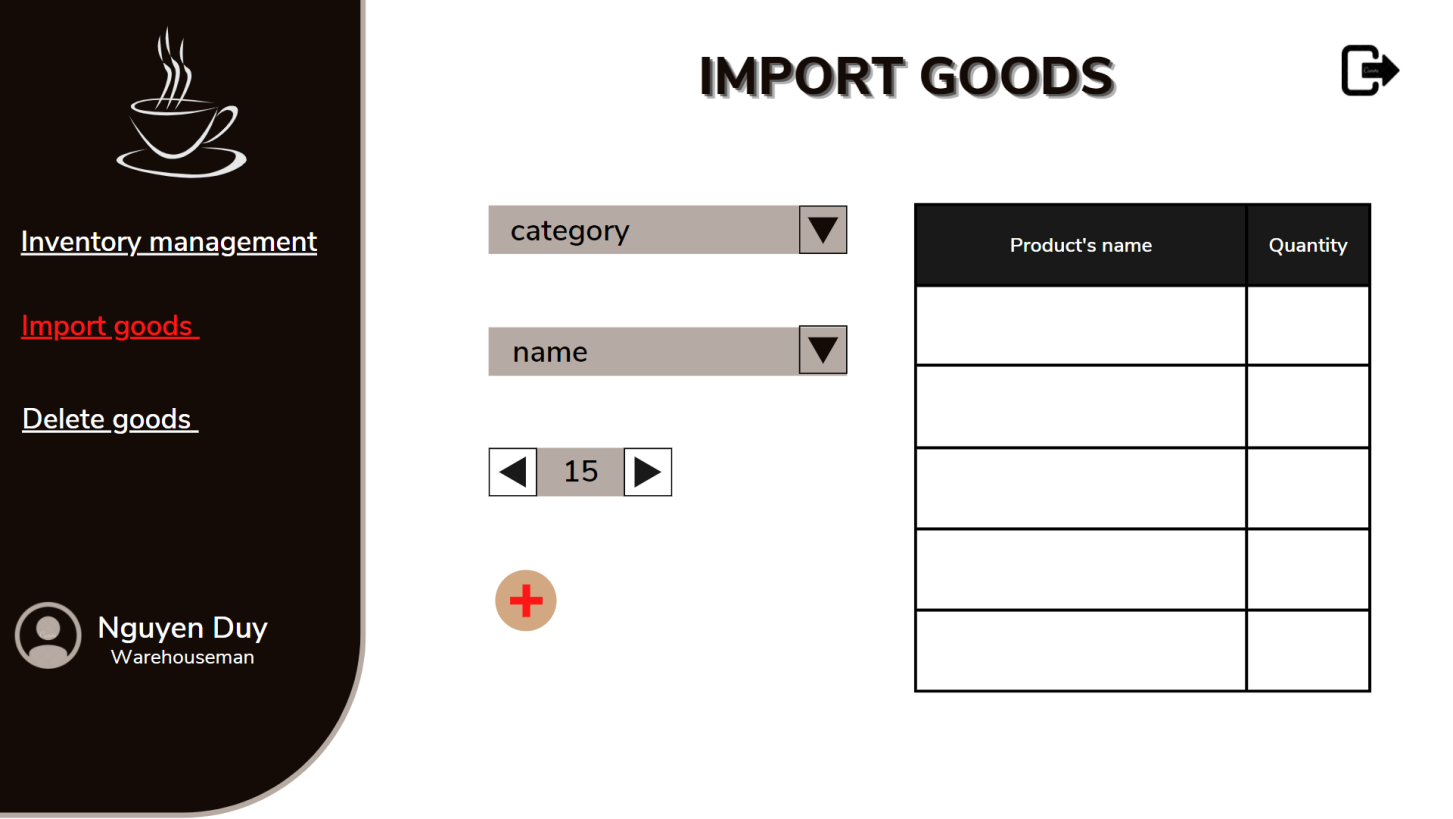 IMPORT GOODS
Inventory management
Import goods
Delete goods
Nguyen Duy
Warehouseman
category
name
15
Product's name
Quantity